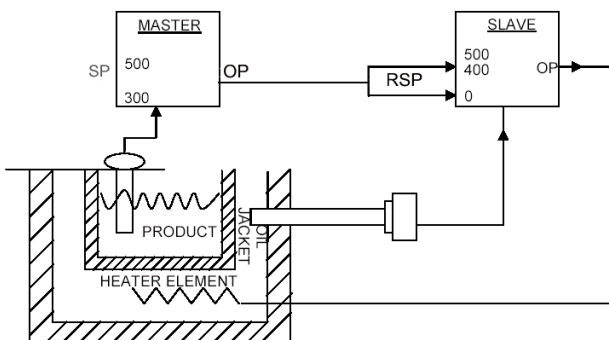 MASTER
SP 500 OP
300
SLAVE
500
400 OP
RSP
0
PRODUCT
OIL
JACKET
HEATER ELEMENT